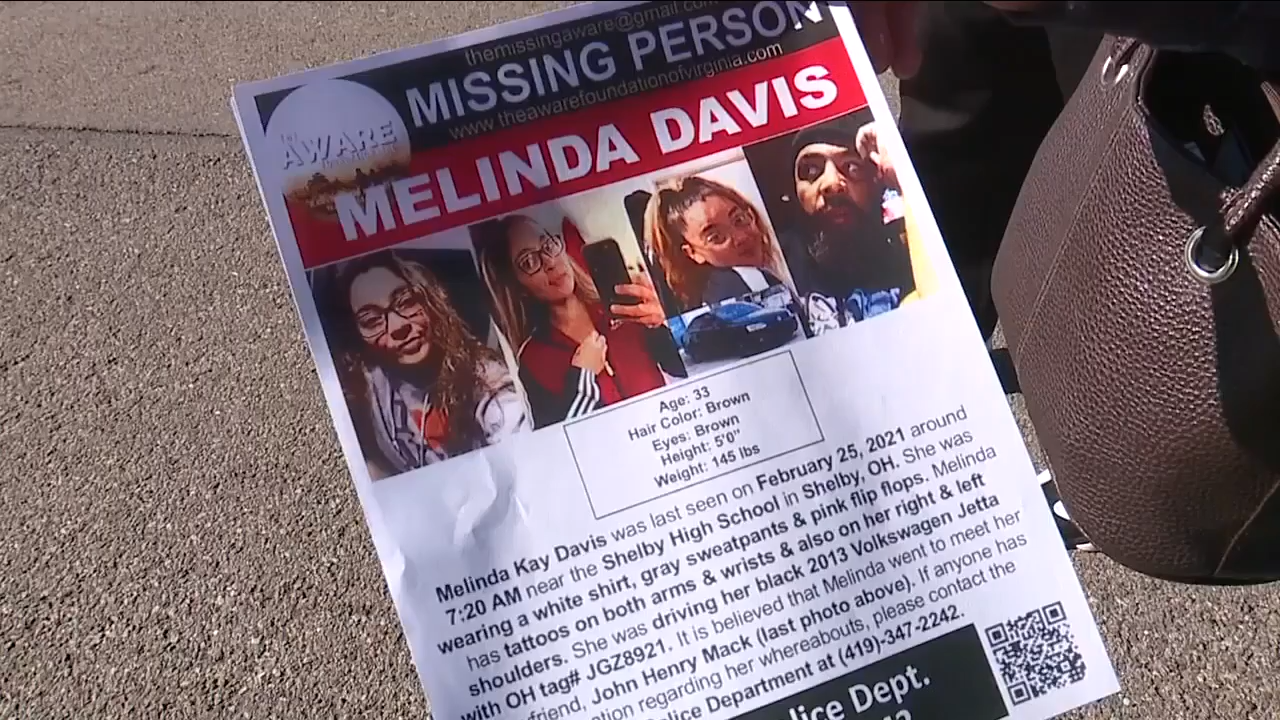 themissingaware@gmail.com
MISSING PERSON
www.theawarefoundationofvirginia.com
AWARE
MELINDA DAVIS
Age: 33
Hair Color: Brown
Eyes: Brown
Height: 5'0"
Weight: 145 lbs
Melinda Kay Davis was last seen on February 25, 2021 around
7:20 AM near the Shelby High School in Shelby, OH. She was
wearing a white shirt, gray sweatpants & pink flip flops. Melinda
has tattoos on both arms & wrists & also on her right & left
shoulders. She was driving her black 2013 Volkswagen Jetta
with OH tag# JGZ8921. It is believed that Melinda went to meet her
friend, John Henry Mack (last photo above). If anyone has
tion regarding her whereabouts, please contact the
olice Department at (419)-347-2242.
lice Dept.